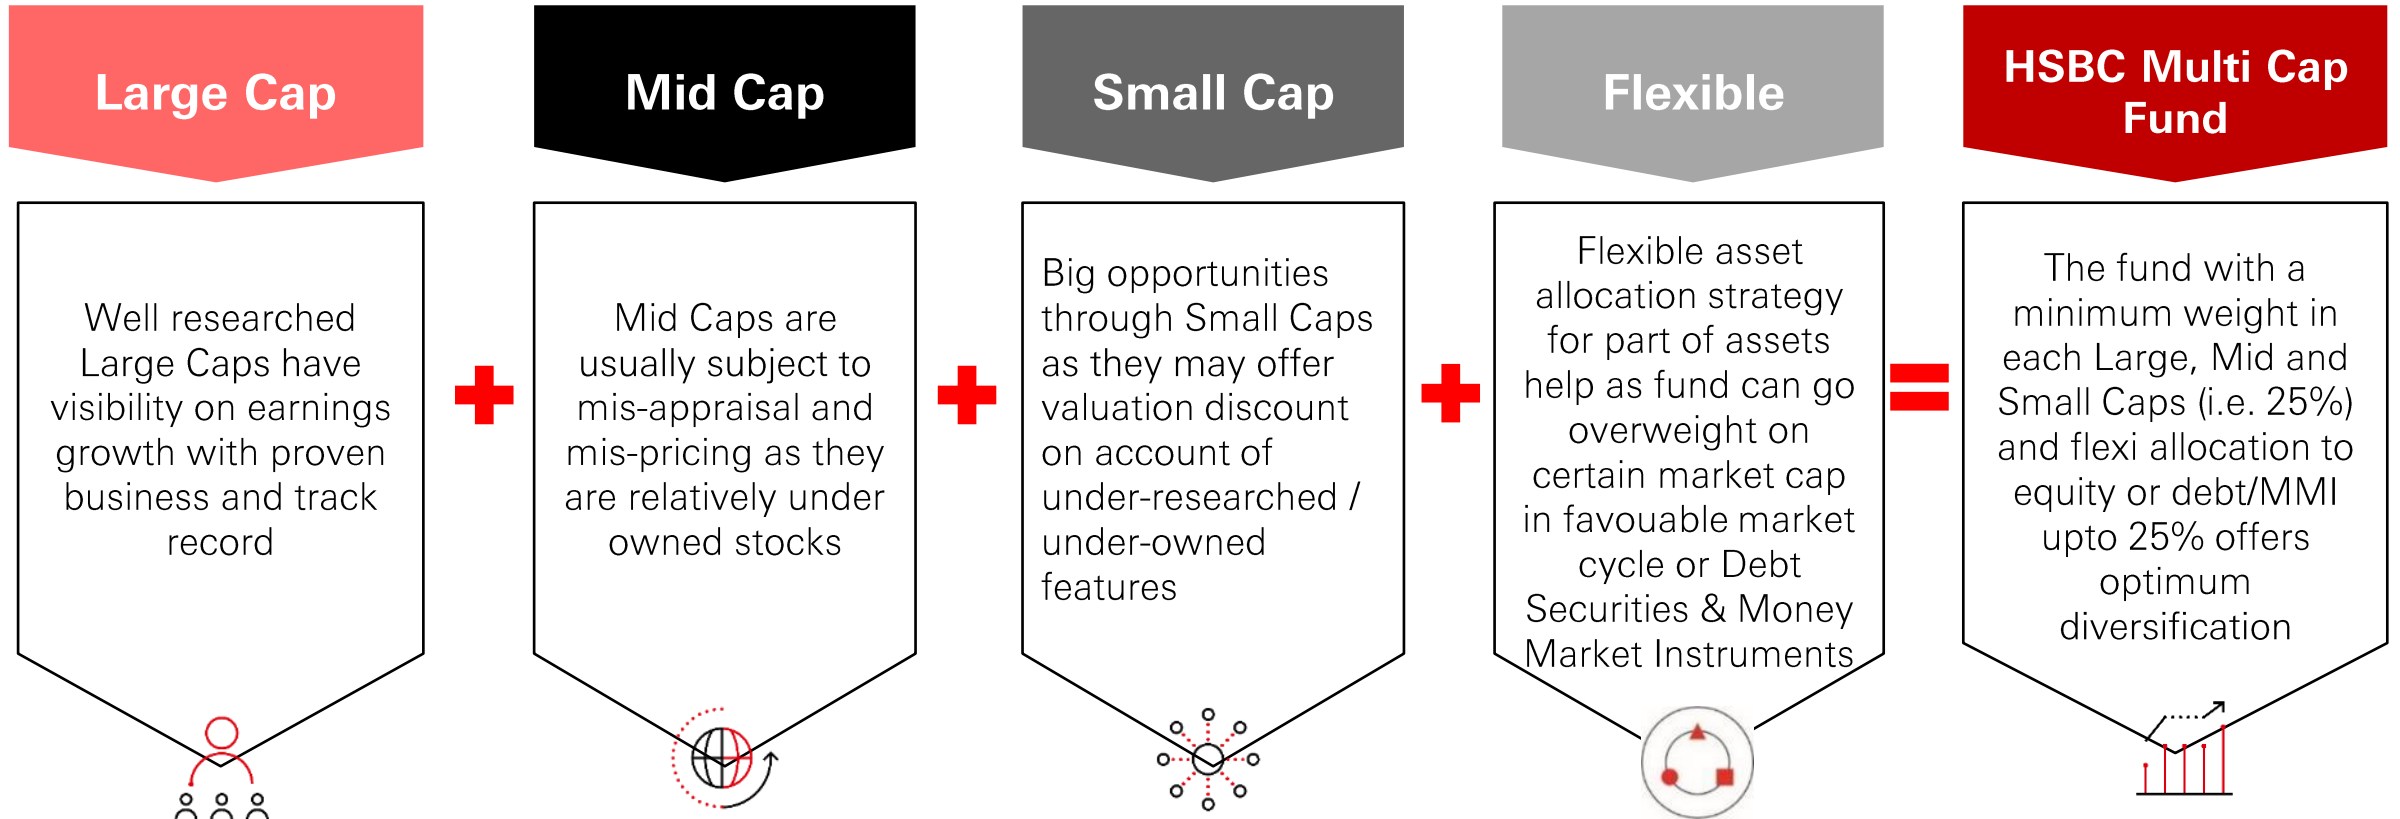 Large Cap
Well researched
Large Caps have
visibility on earnings
growth with proven
business and track
record
Mid Cap
Mid Caps are
usually subject to
mis-appraisal and
mis-pricing as they
are relatively under
owned stocks
Small Cap
Big opportunities
through Small Caps
as they may offer
valuation discount
on account of
under-researched /
under-owned
features
Flexible
Flexible asset
allocation strategy
for part of assets
help as fund can go
overweight on
certain market cap
in favouable market
cycle or Debt
Securities & Money
Market Instruments
HSBC Multi Cap
Fund
The fund with a
minimum weight in
each Large, Mid and
Small Caps (i.e. 25%)
and flexi allocation to
equity or debt/MMI
upto 25% offers
optimum
diversification